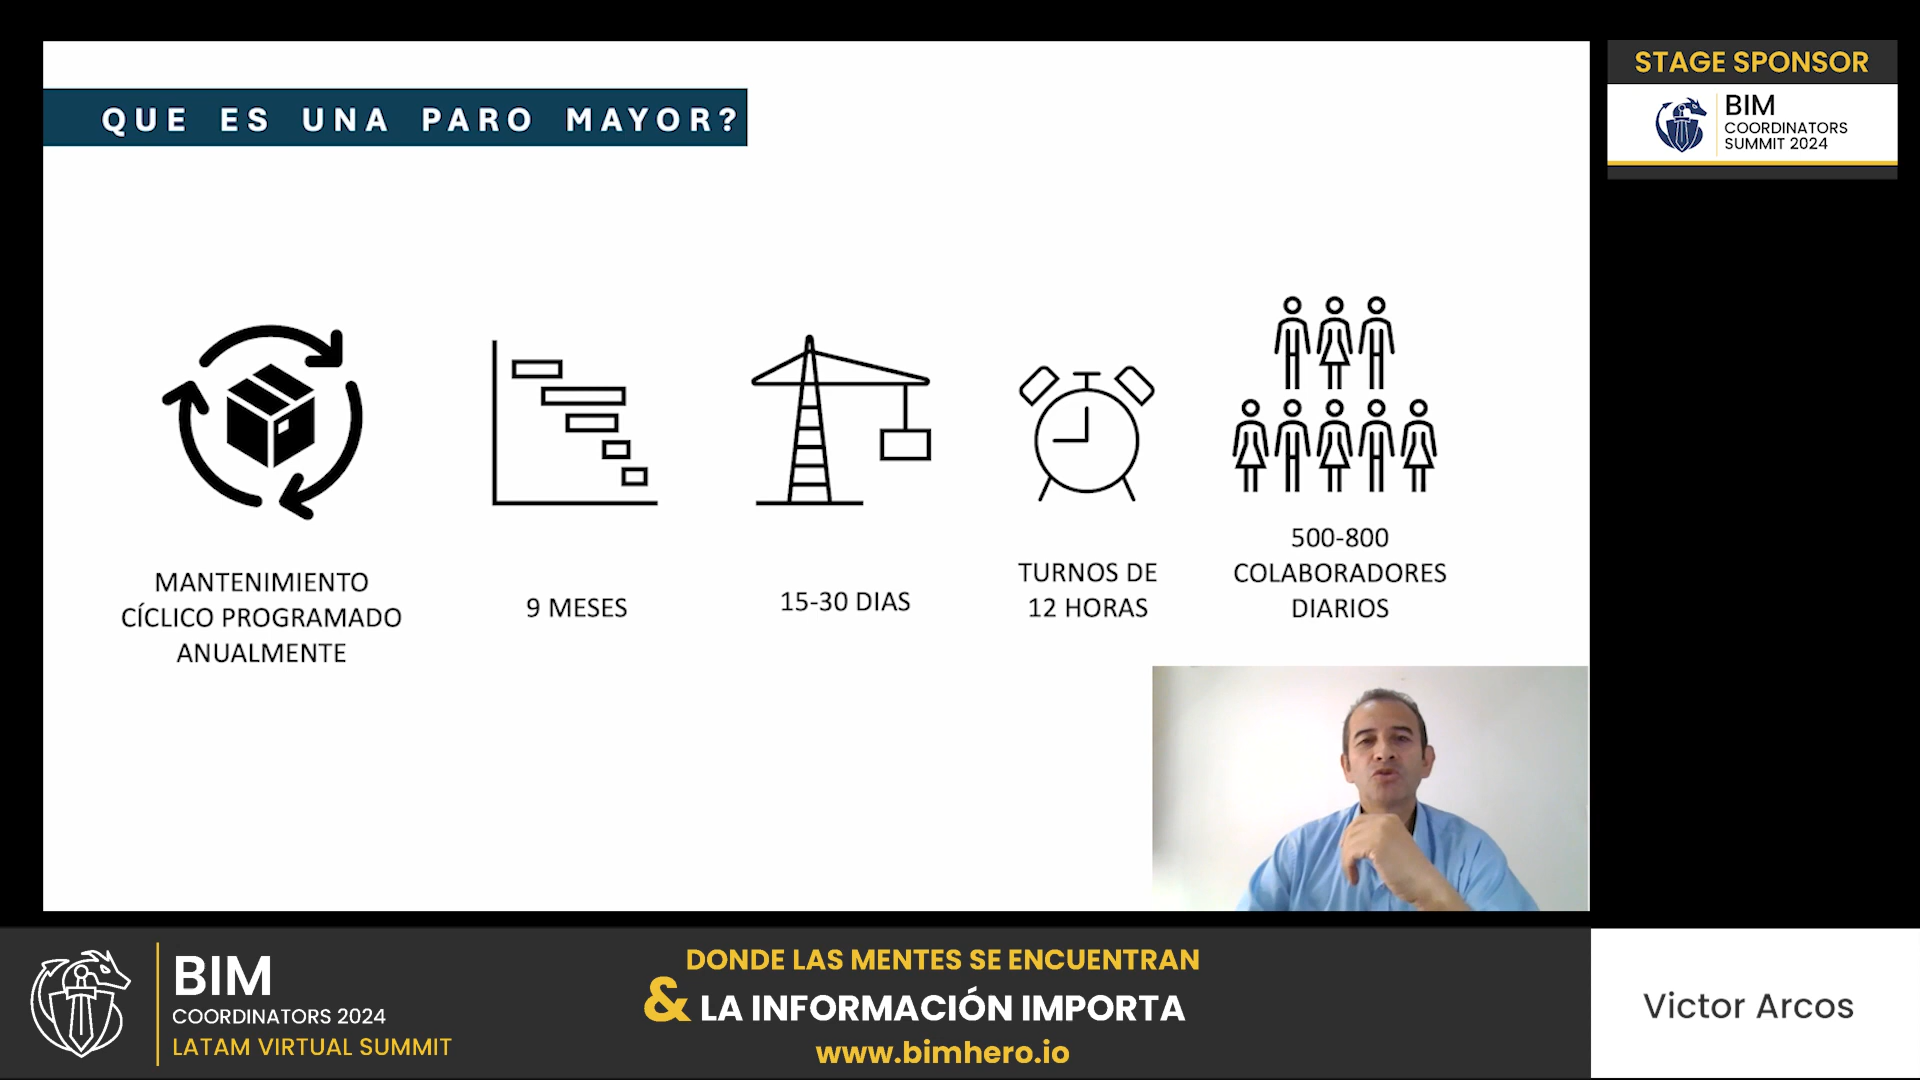 QUE ES UNA PARO MAYOR?
MANTENIMIENTO
CÍCLICO PROGRAMADO
ANUALMENTE
9 MESES
15-30 DIAS
TURNOS DE
12 HORAS
500-800
COLABORADORES
DIARIOS
STAGE SPONSOR
BIM
COORDINATORS
SUMMIT 2024
BIM
COORDINATORS 2024
LATAM VIRTUAL SUMMIT
DONDE LAS MENTES SE ENCUENTRAN
& LA INFORMACIÓN IMPORTA
www.bimhero.io
Victor Arcos